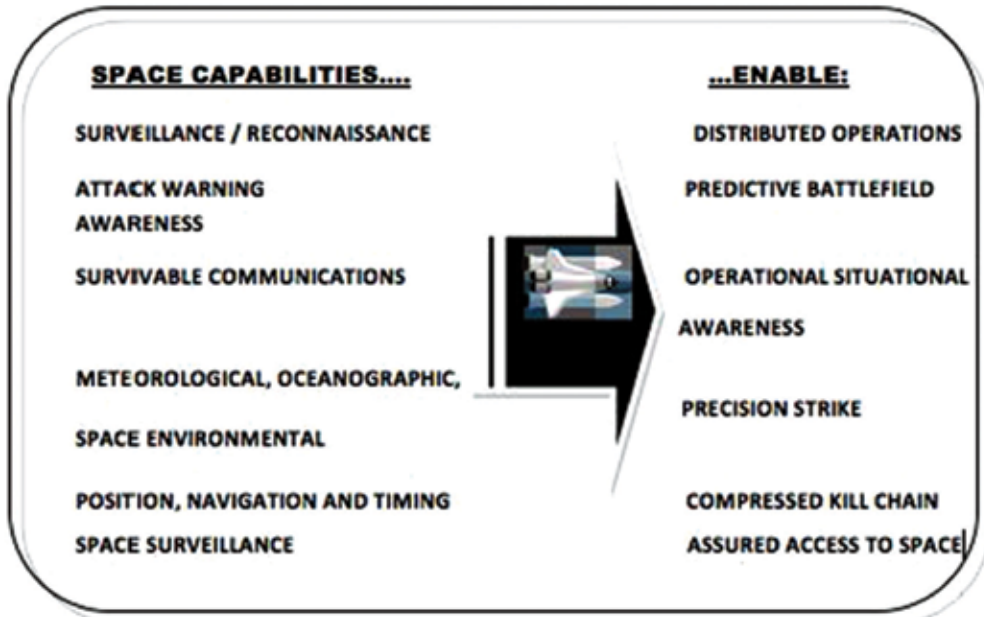 SPACE CAPABILITIES....
SURVEILLANCE / RECONNAISSANCE
ATTACK WARNING
AWARENESS
SURVIVABLE COMMUNICATIONS
METEOROLOGICAL, OCEANOGRAPHIC,
SPACE ENVIRONMENTAL
POSITION, NAVIGATION AND TIMING
SPACE SURVEILLANCE
...ENABLE:
DISTRIBUTED OPERATIONS
PREDICTIVE BATTLEFIELD
OPERATIONAL SITUATIONAL
AWARENESS
PRECISION STRIKE
COMPRESSED KILL CHAIN
ASSURED ACCESS TO SPACE